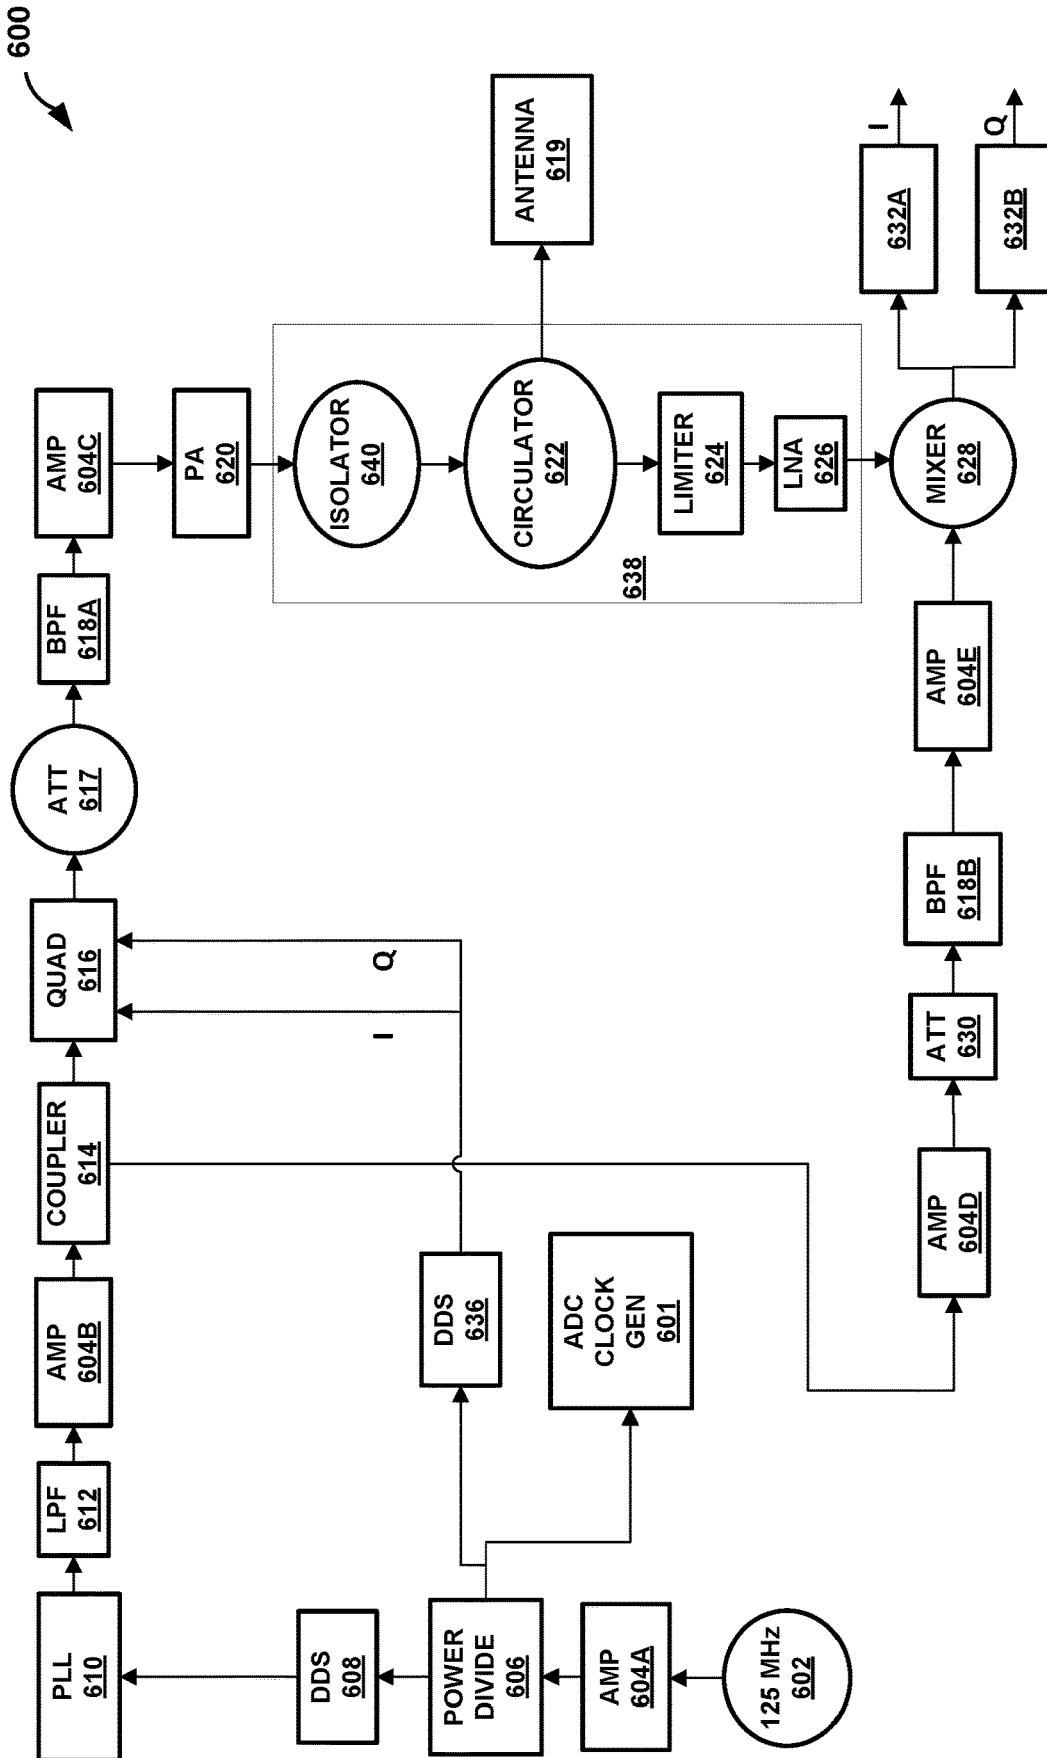 600
PLL
610
LPF
612
AMP
604B
COUPLER
614
QUAD
616
ATT
617
BPF
618A
AMP
604C
PA
620
ISOLATOR
640
CIRCULATOR
622
ANTENNA
619
LIMITER
624
LNA
626
638
DDS
608
POWER
DIVIDE
606
AMP
604A
125 MHz
602
DDS
636
I
Q
ADC
CLOCK
GEN
601
AMP
604D
ATT
630
BPF
618B
AMP
604E
MIXER
628
632A
I
632B
Q